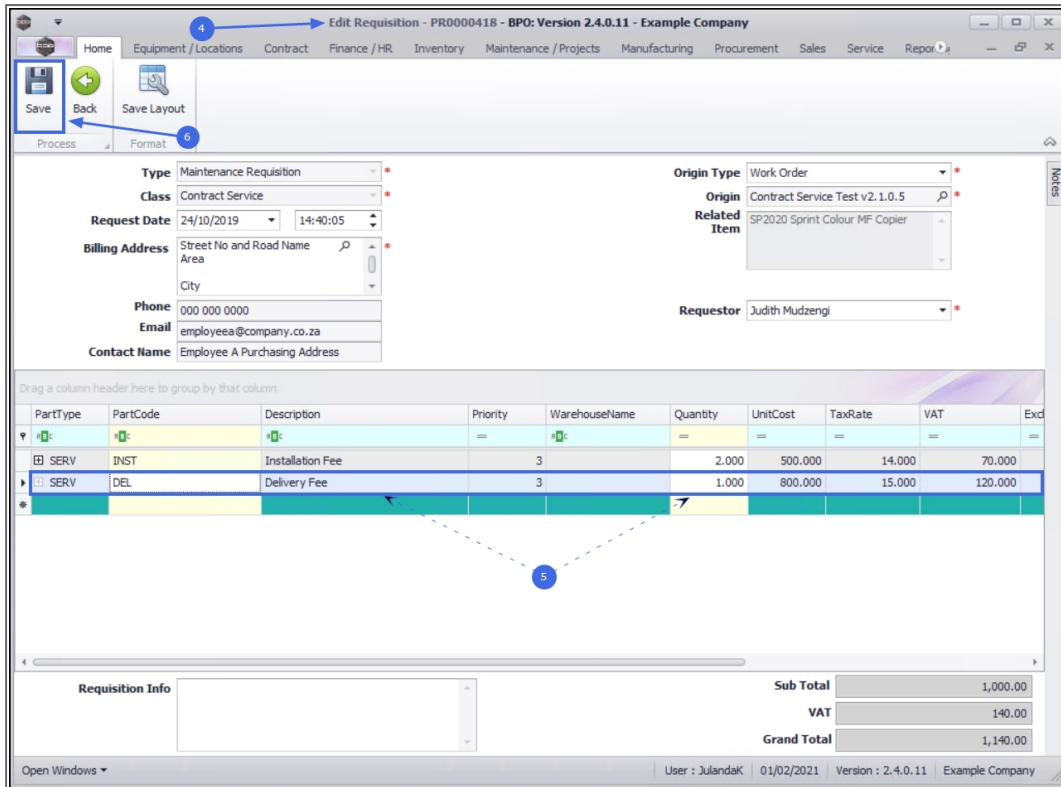 Edit Requisition - PR0000418 - BPO: Version 2.4.0.11 - Example Company
4
Home Equipment / Locations Contract Finance / HR Inventory Maintenance / Projects Manufacturing Procurement Sales Service Repor
Save Back Save Layout
6
Process Format
Notes
Type Maintenance Requisition * Origin Type Work Order *
Class Contract Service * Origin Contract Service Test v2.1.0.5 *
Request Date 24/10/2019 14:40:05 Related Item SP2020 Sprint Colour MF Copier
Billing Address Street No and Road Name *
Area
City
Phone 000 000 0000 Requestor Judith Mudzengi *
Email employeea@company.co.za
Contact Name Employee A Purchasing Address
Drag a column header here to group by that column
PartType PartCode Description Priority WarehouseName Quantity UnitCost TaxRate VAT Excl
SERV INST Installation Fee 3 2.000 500.000 14.000 70.000
SERV DEL Delivery Fee 3 1.000 800.000 15.000 120.000
5
Requisition Info Sub Total 1,000.00
VAT 140.00
Grand Total 1,140.00
Open Windows User : JulandaK 01/02/2021 Version : 2.4.0.11 Example Company